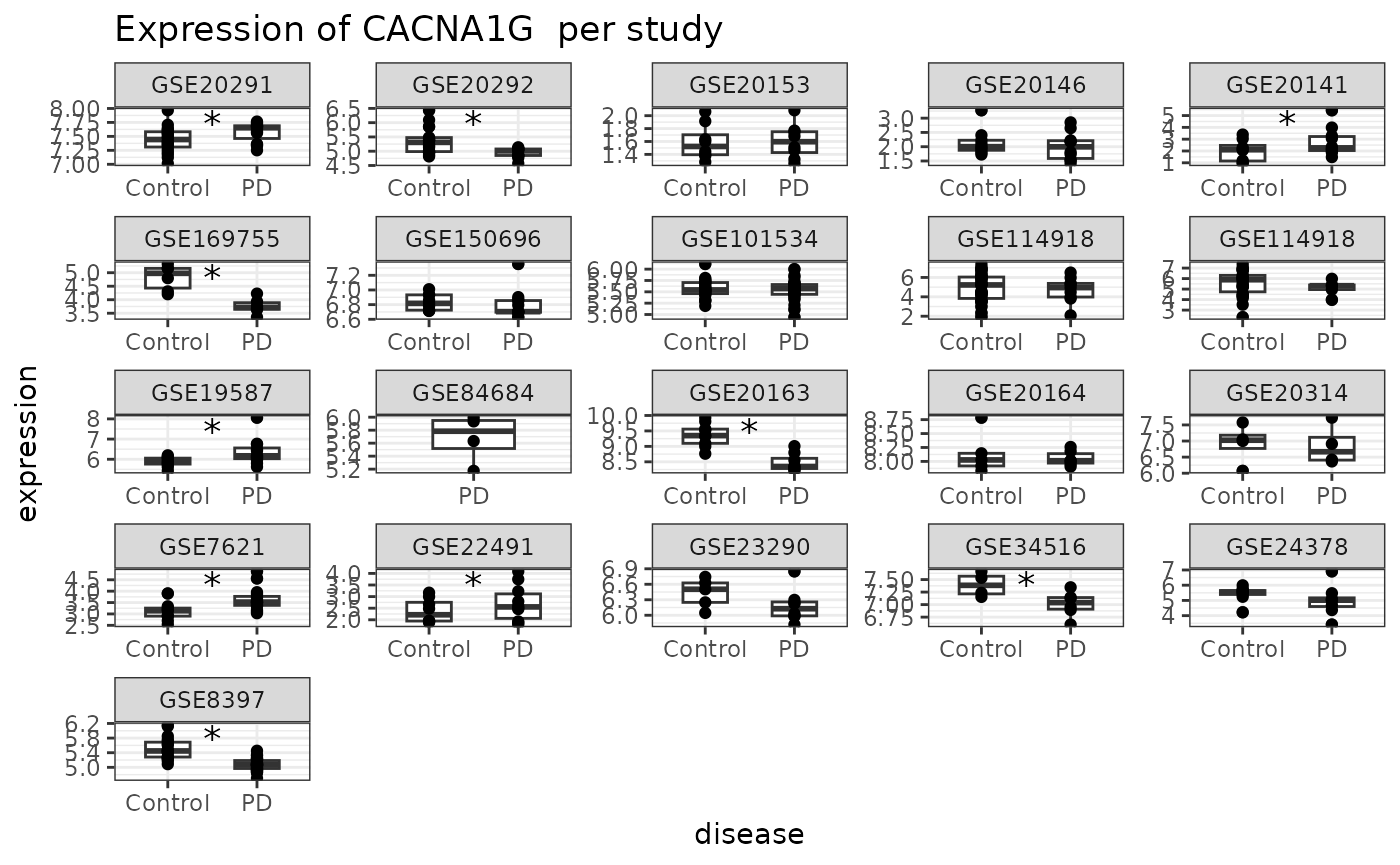 Expression of CACNA1G  per study
GSE20291 GSE20292 GSE20153 GSE20146 GSE20141
8.00 7.75 7.50 7.25 7.00
6.5 6.0 5.5 5.0 4.5
2.0 1.8 1.6 1.4
3.0 2.5 2.0 1.5
5 4 3 2 1
* * *
Control PD Control PD Control PD Control PD Control PD
GSE169755 GSE150696 GSE101534 GSE114918 GSE114918
5.0 4.5 4.0 3.5
7.2 7.0 6.8 6.6
6.00 5.75 5.50 5.25 5.00
6 4 2
7 6 5 4 3
*
Control PD Control PD Control PD Control PD Control PD
GSE19587 GSE84684 GSE20163 GSE20164 GSE20314
8 7 6
6.0 5.8 5.6 5.4 5.2
10.0 9.5 9.0 8.5
8.75 8.50 8.25 8.00
7.5 7.0 6.5 6.0
* *
Control PD PD Control PD Control PD Control PD
GSE7621 GSE22491 GSE23290 GSE34516 GSE24378
4.5 4.0 3.5 3.0 2.5
4.0 3.5 3.0 2.5 2.0
6.9 6.6 6.3 6.0
7.50 7.25 7.00 6.75
7 6 5 4
* * *
Control PD Control PD Control PD Control PD Control PD
GSE8397
6.2 5.8 5.4 5.0
*
Control PD
expression
disease